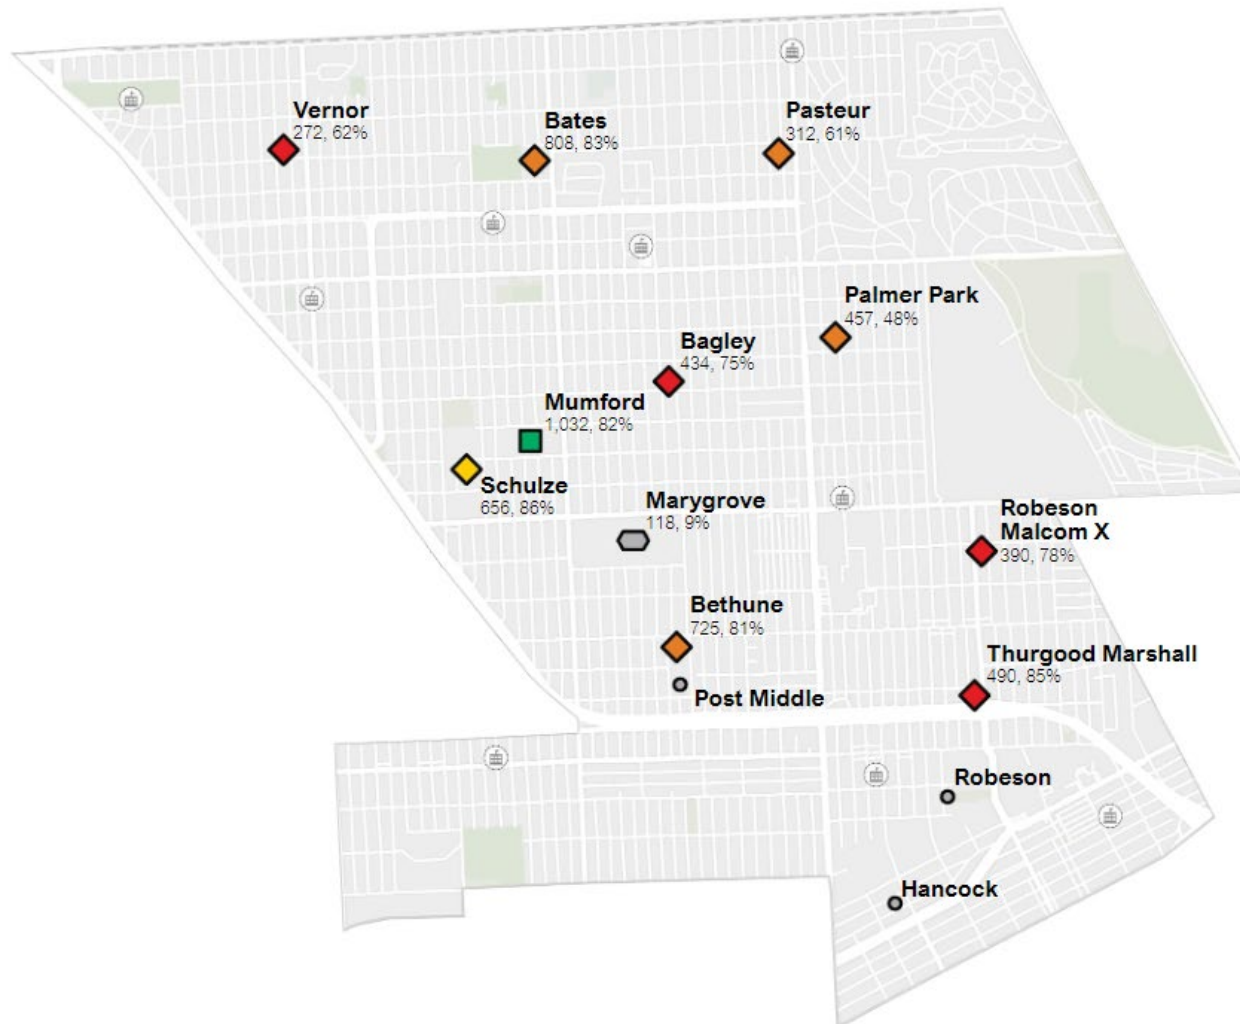 Vernor
272, 62%
Bates
808, 83%
Pasteur
312, 61%
Palmer Park
457, 48%
Bagley
434, 75%
Mumford
1,032, 82%
Schulze
656, 86%
Marygrove
118, 9%
Robeson
Malcom X
390, 78%
Bethune
725, 81%
Thurgood Marshall
490, 85%
Post Middle
Robeson
Hancock